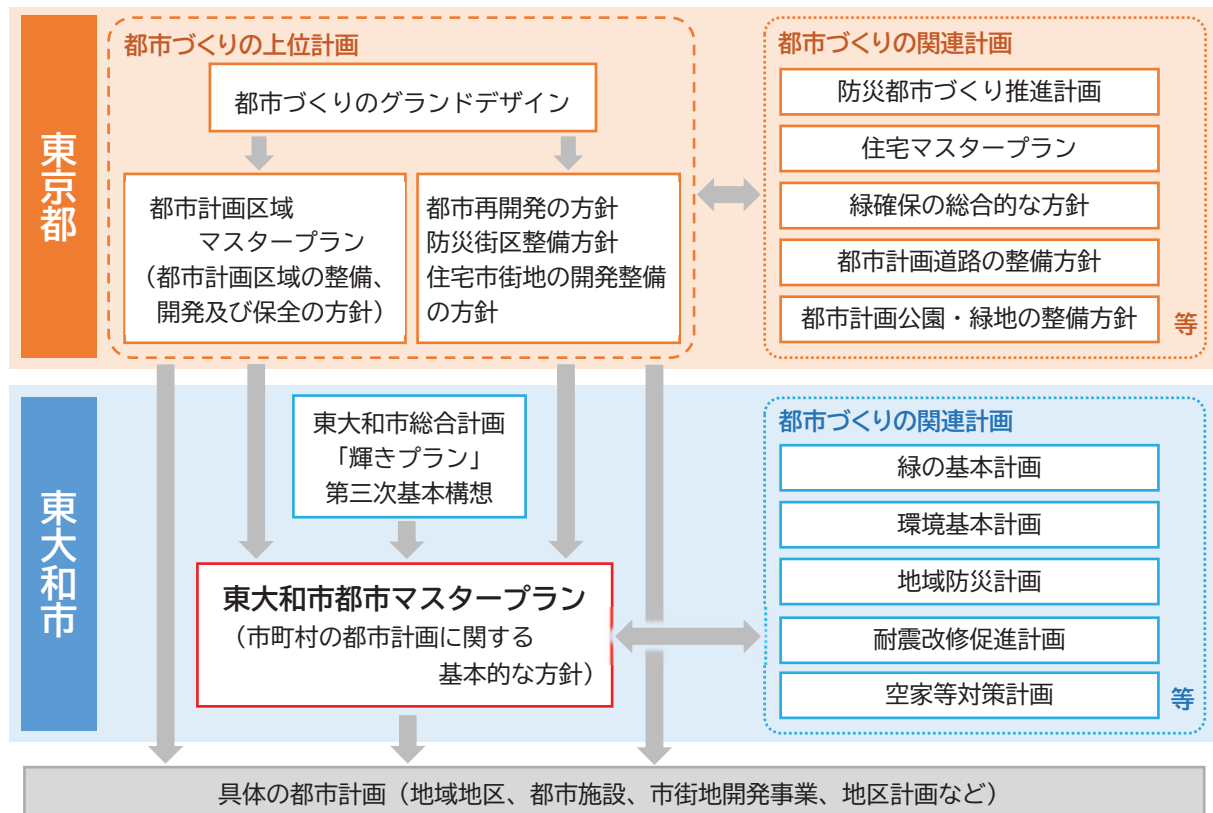 東京都
都市づくりの上位計画
都市づくりのグランドデザイン
都市計画区域
マスタープラン
(都市計画区域の整備、
開発及び保全の方針)
都市再開発の方針
防災街区整備方針
住宅市街地の開発整備
の方針
都市づくりの関連計画
防災都市づくり推進計画
住宅マスタープラン
緑確保の総合的な方針
都市計画道路の整備方針
都市計画公園・緑地の整備方針
等
東大和市
東大和市総合計画
「輝きプラン」
第三次基本構想
東大和市都市マスタープラン
(市町村の都市計画に関する
基本的な方針)
都市づくりの関連計画
緑の基本計画
環境基本計画
地域防災計画
耐震改修促進計画
空家等対策計画
等
具体の都市計画(地域地区、都市施設、市街地開発事業、地区計画など)